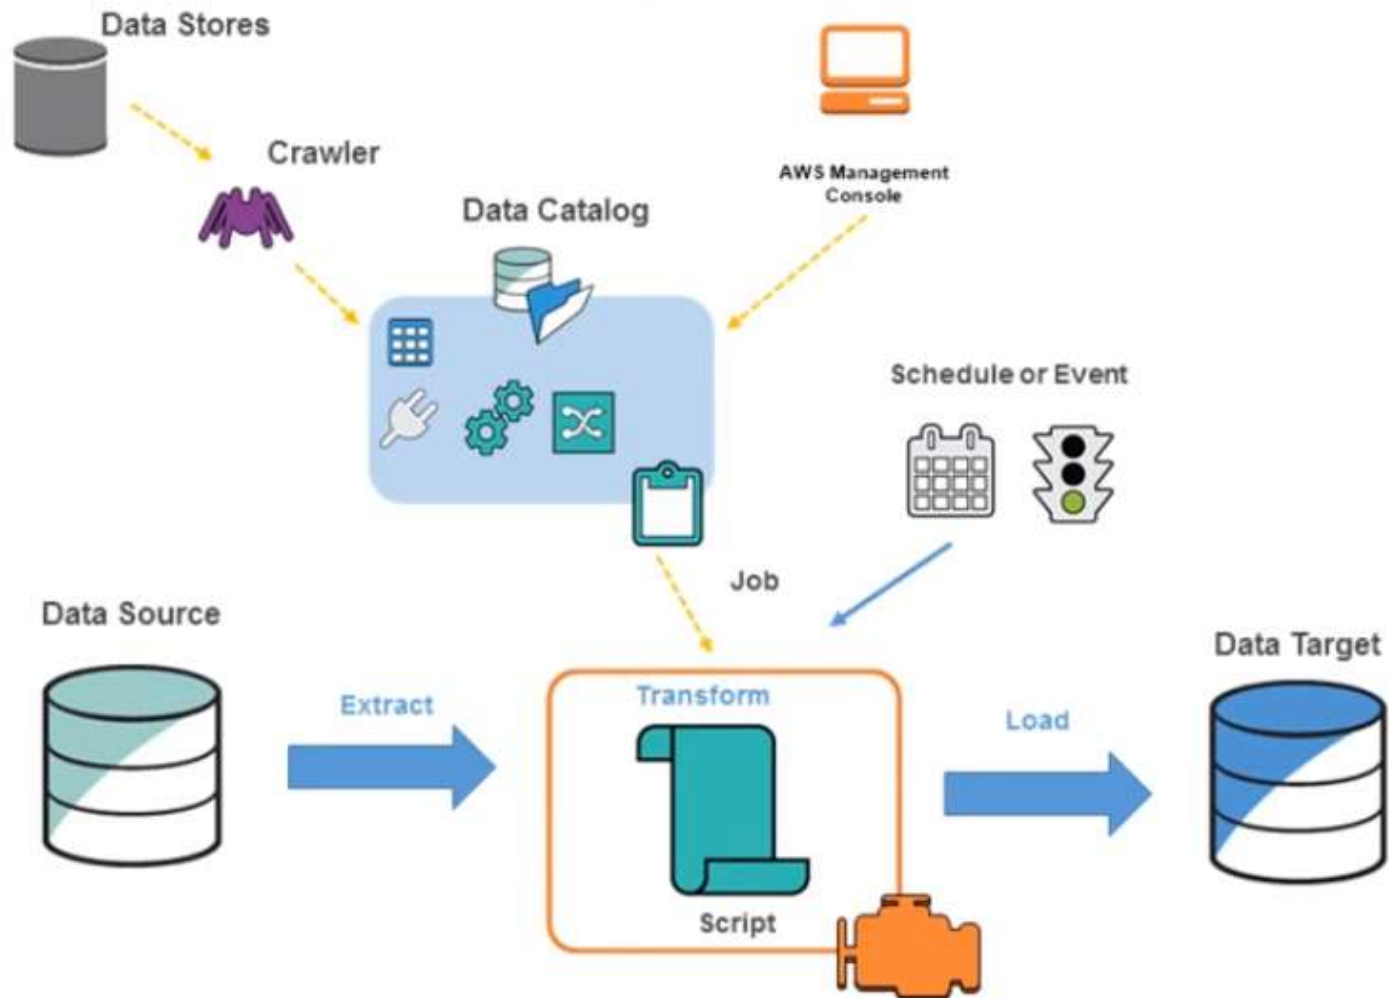 Data Stores
Crawler
AWS Management
Console
Data Catalog
Schedule or Event
Job
Data Source
Data Target
Extract
Transform
Load
Script